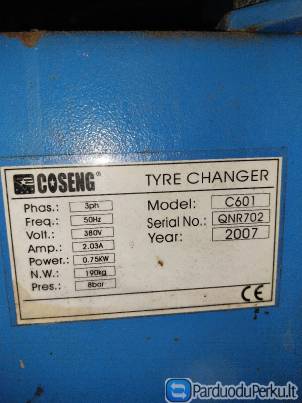 COSENG® TYRE CHANGER
Phas.: 3ph
Freq.: 50Hz
Volt.: 380V
Amp.: 2.03A
Power.: 0.75KW
N.W.: 190kg
Pres.: 8bar
Model: C601
Serial No.: QNR702
Year: 2007
CE
ParduoduPerku.lt